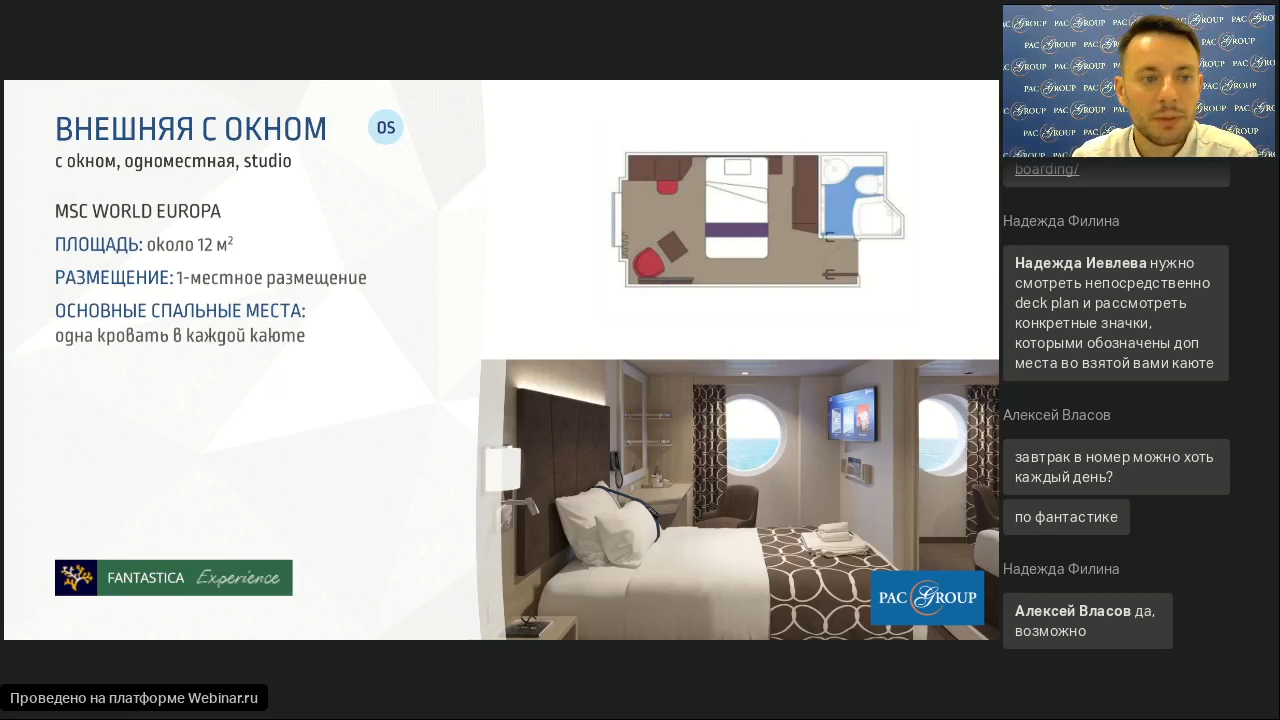 ВНЕШНЯЯ С ОКНОМ
OS
с окном, одноместная, studio
MSC WORLD EUROPA
ПЛОЩАДЬ: около 12 м²
РАЗМЕЩЕНИЕ: 1-местное размещение
ОСНОВНЫЕ СПАЛЬНЫЕ МЕСТА:
одна кровать в каждой каюте
FANTASTICA Experience
PAC GROUP
boarding/
Надежда Филина
Надежда Иевлева нужно
смотреть непосредственно
deck plan и рассмотреть
конкретные значки,
которыми обозначены доп
места во взятой вами каюте
Алексей Власов
завтрак в номер можно хоть
каждый день?
по фантастике
Надежда Филина
Алексей Власов да,
возможно
Проведено на платформе Webinar.ru